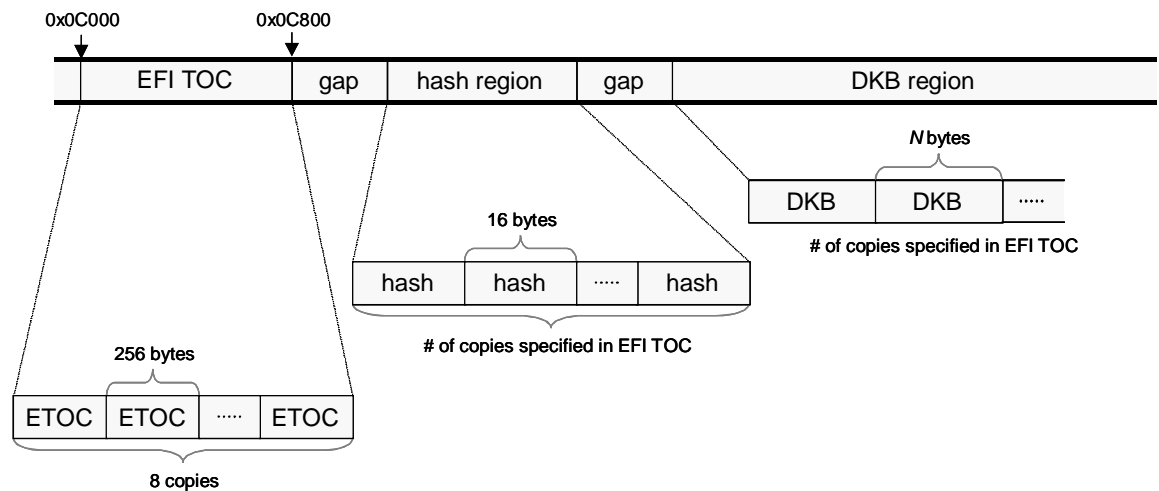 0x0C000 0x0C800
EFI TOC gap hash region gap DKB region
N bytes
DKB DKB .....
# of copies specified in EFI TOC
16 bytes
hash hash ..... hash
# of copies specified in EFI TOC
256 bytes
ETOC ETOC ..... ETOC
8 copies